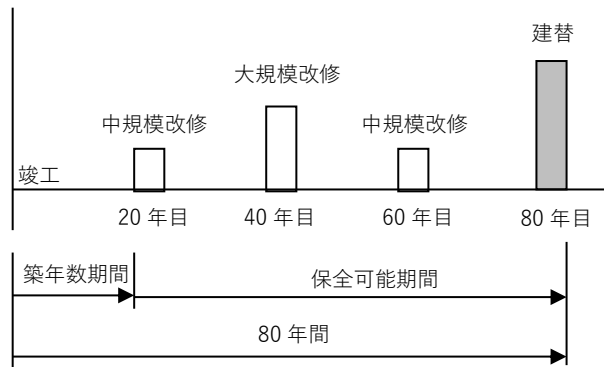 建替
大規模改修
中規模改修
中規模改修
竣工
20 年目
40 年目
60 年目
80 年目
築年数期間
保全可能期間
80 年間